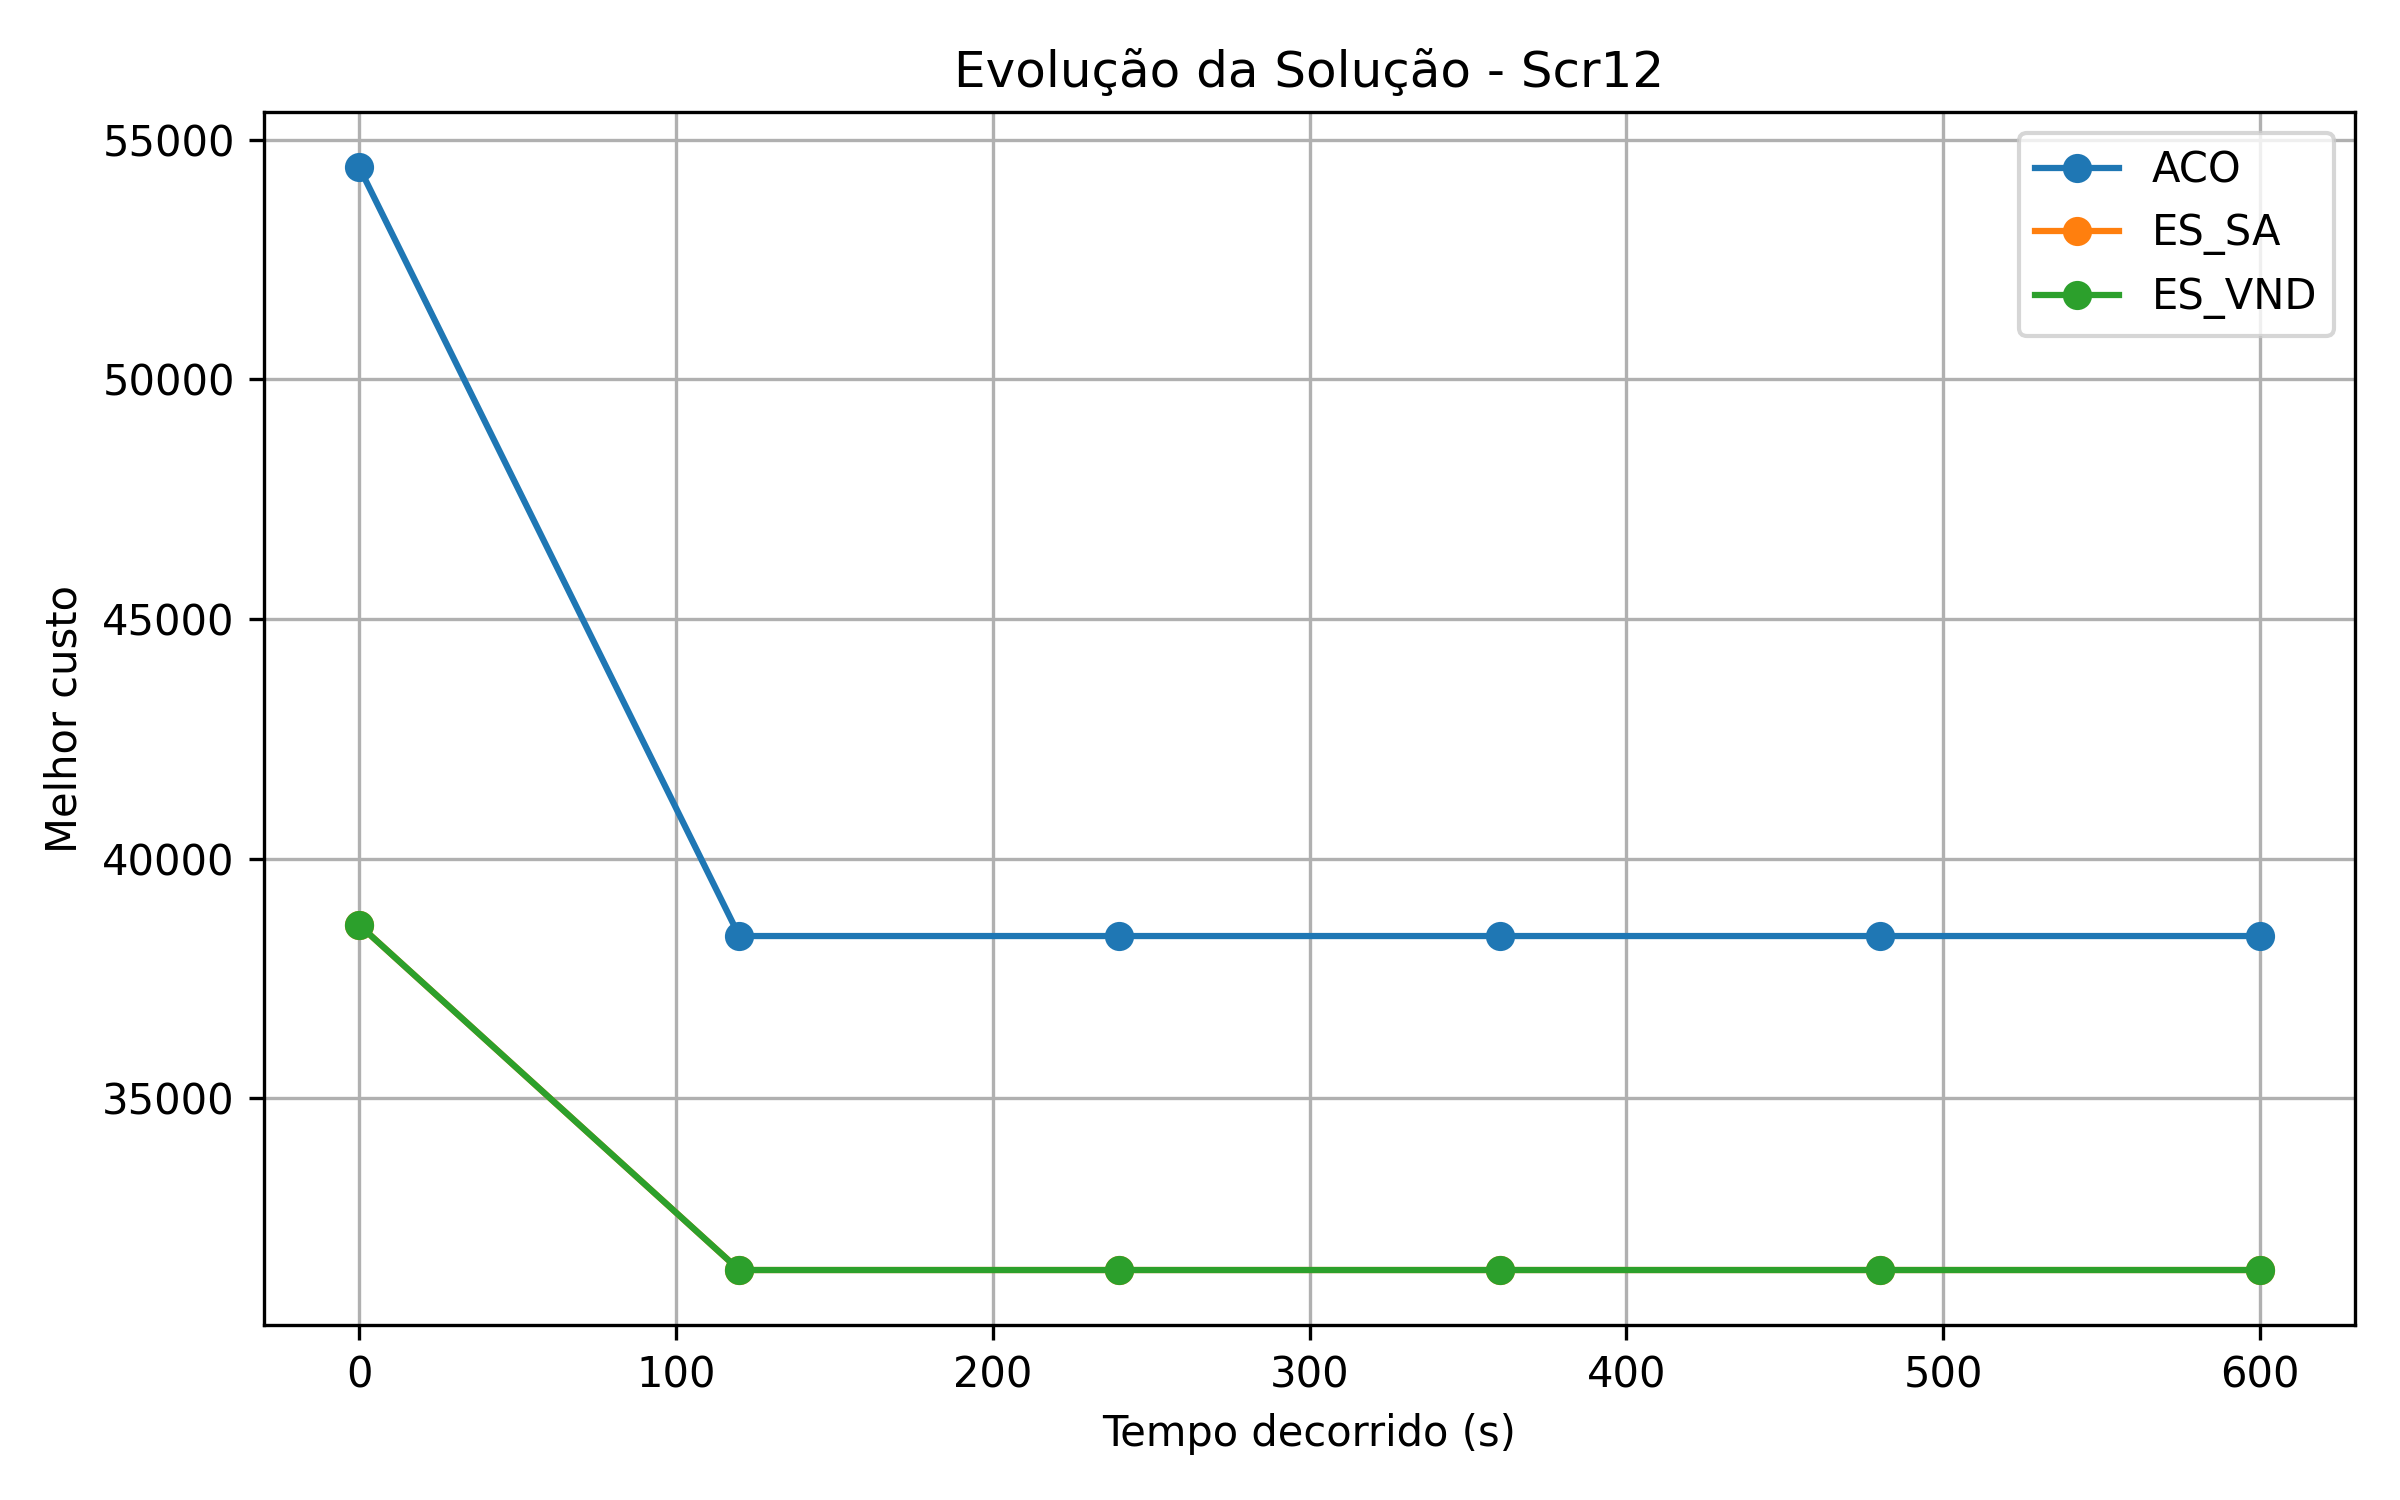 Evolução da Solução - Scr12
55000
50000
45000
40000
35000
Melhor custo
ACO
ES_SA
ES_VND
0 100 200 300 400 500 600
Tempo decorrido (s)